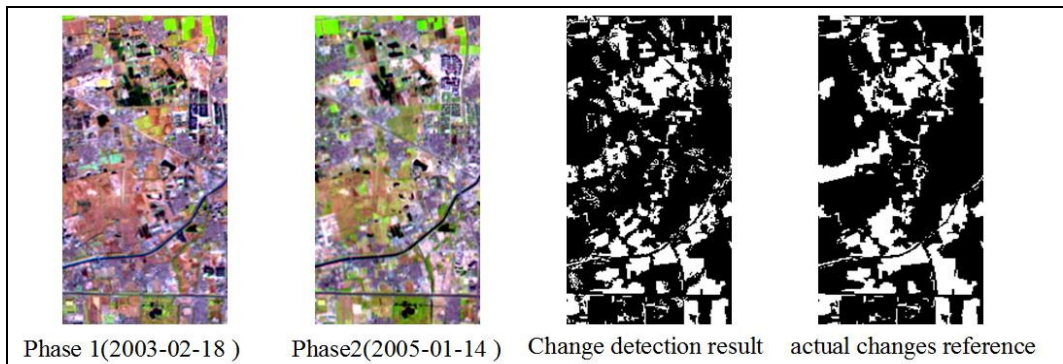 Phase 1(2003-02-18 )
Phase2(2005-01-14 )
Change detection result
actual changes reference